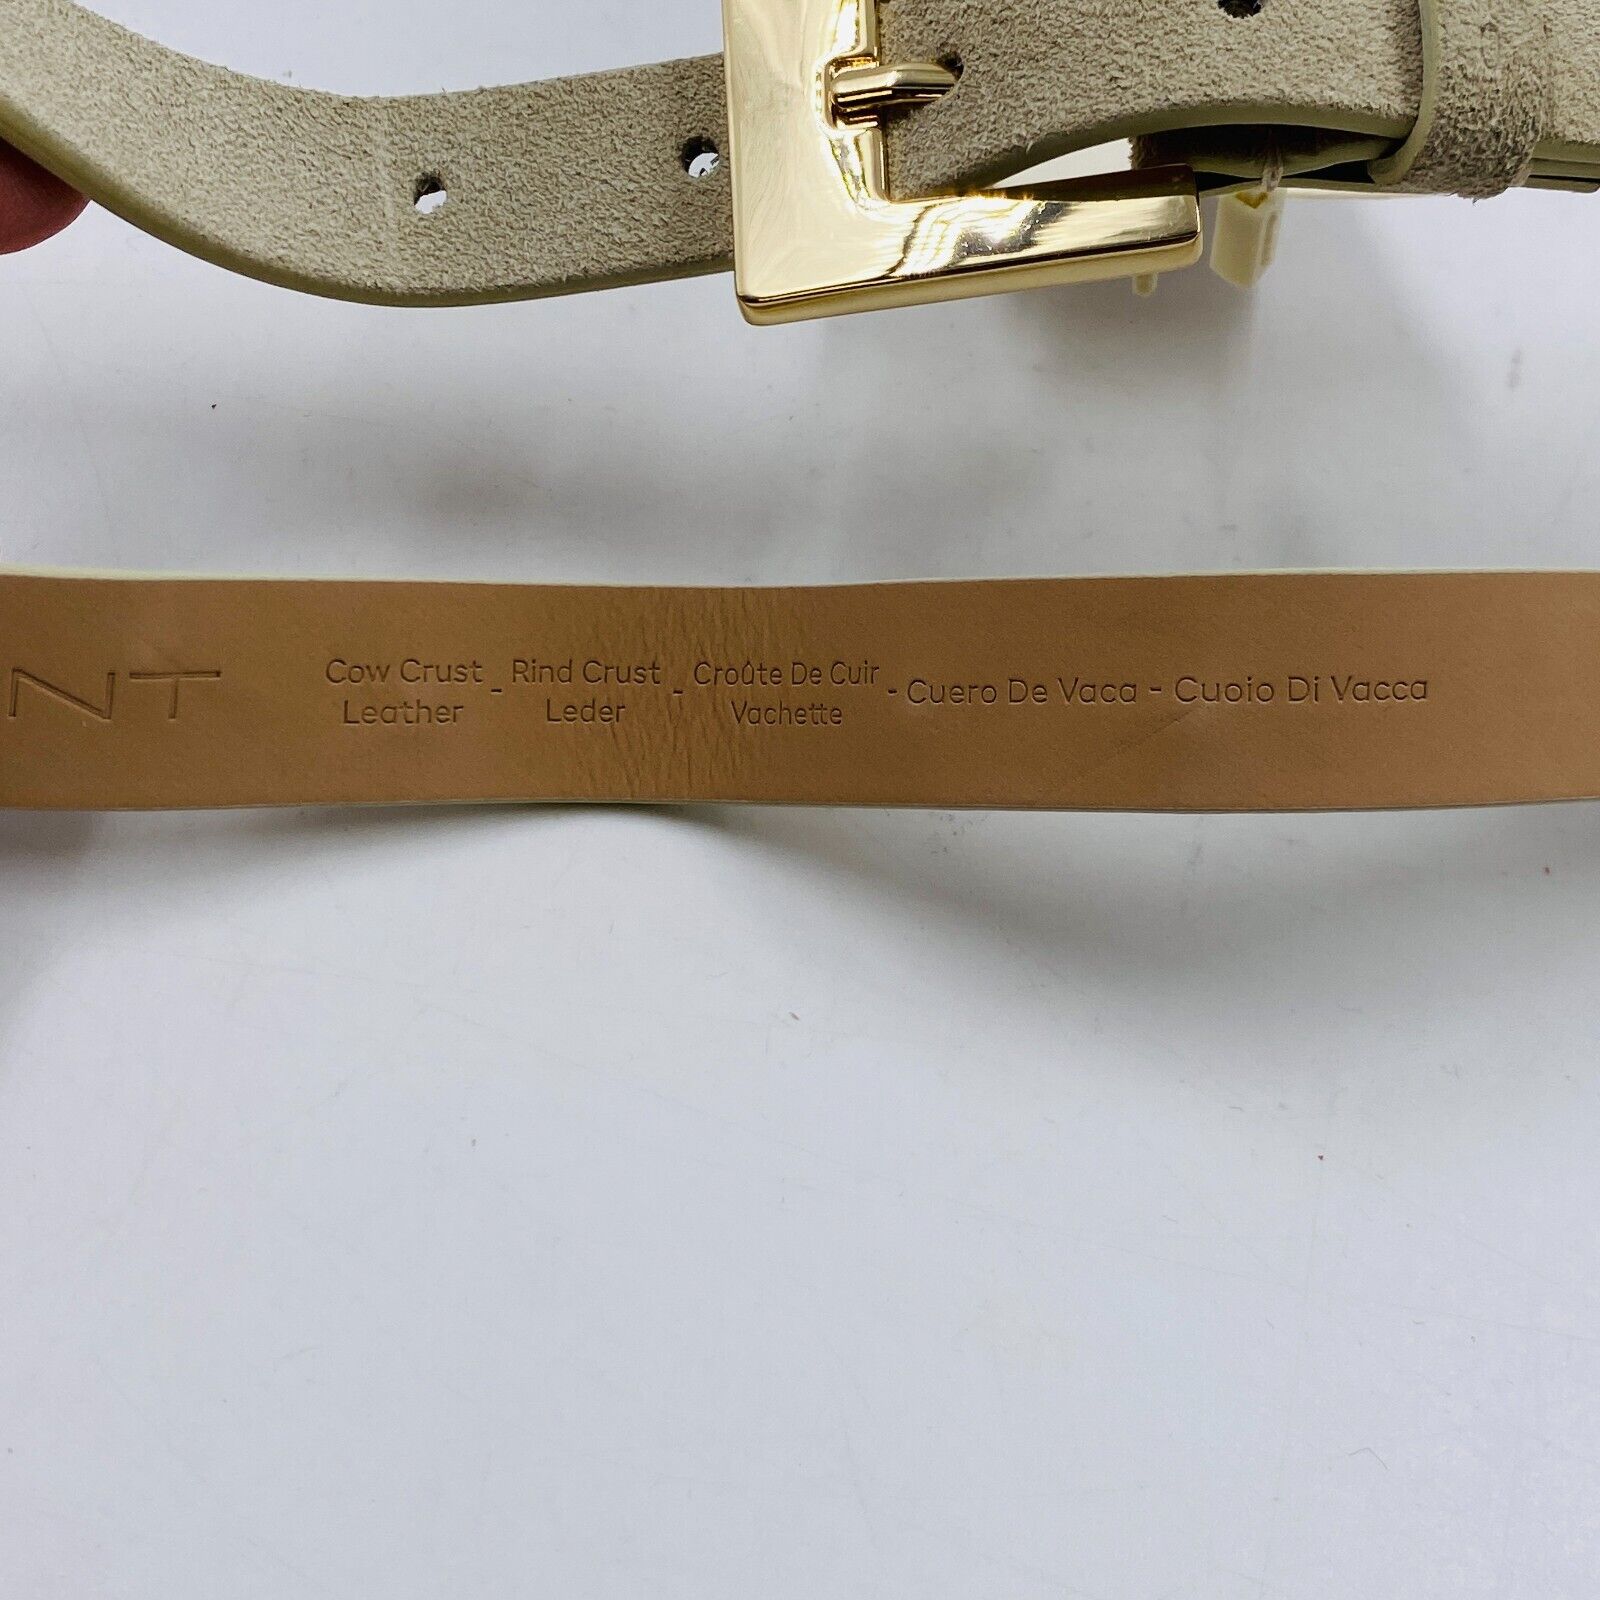 NT
Cow Crust
Leather - Rind Crust
Leder - Croûte De Cuir
Vachette - Cuero De Vaca - Cuoio Di Vacca